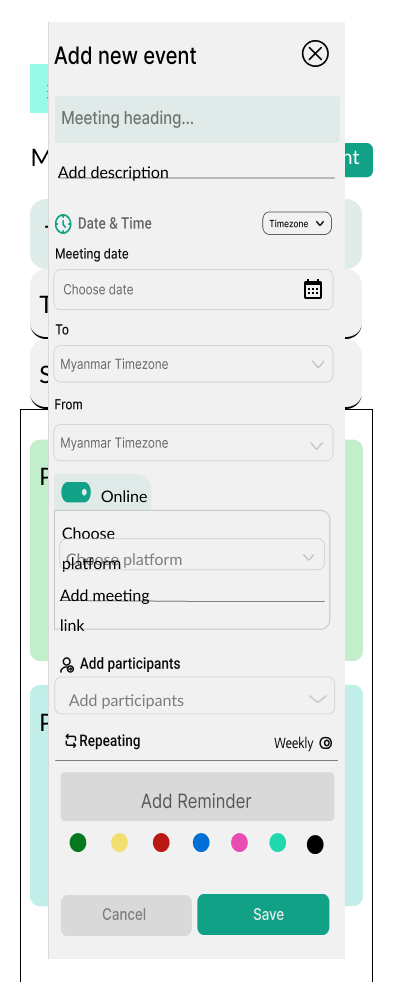 Add new event
Meeting heading...
M
nt
Add description
Date & Time
Timezone
Meeting date
Choose date
T
To
Myanmar Timezone
S
From
Myanmar Timezone
P
Online
Choose
Choose platform
platform
Add meeting
link
Add participants
Add participants
P
Repeating
Weekly
Add Reminder
Cancel
Save